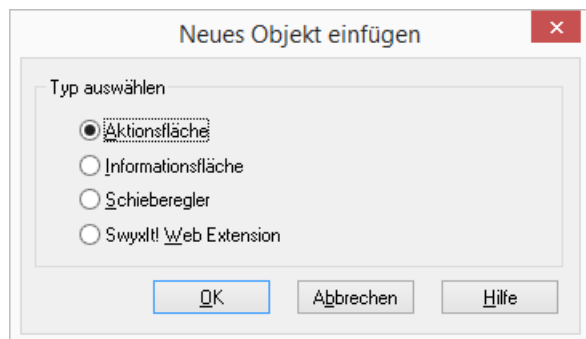 Neues Objekt einfügen
Typ auswählen
Aktionsfläche
Informationsfläche
Schieberegler
SwyxIt! Web Extension
OK Abbrechen Hilfe